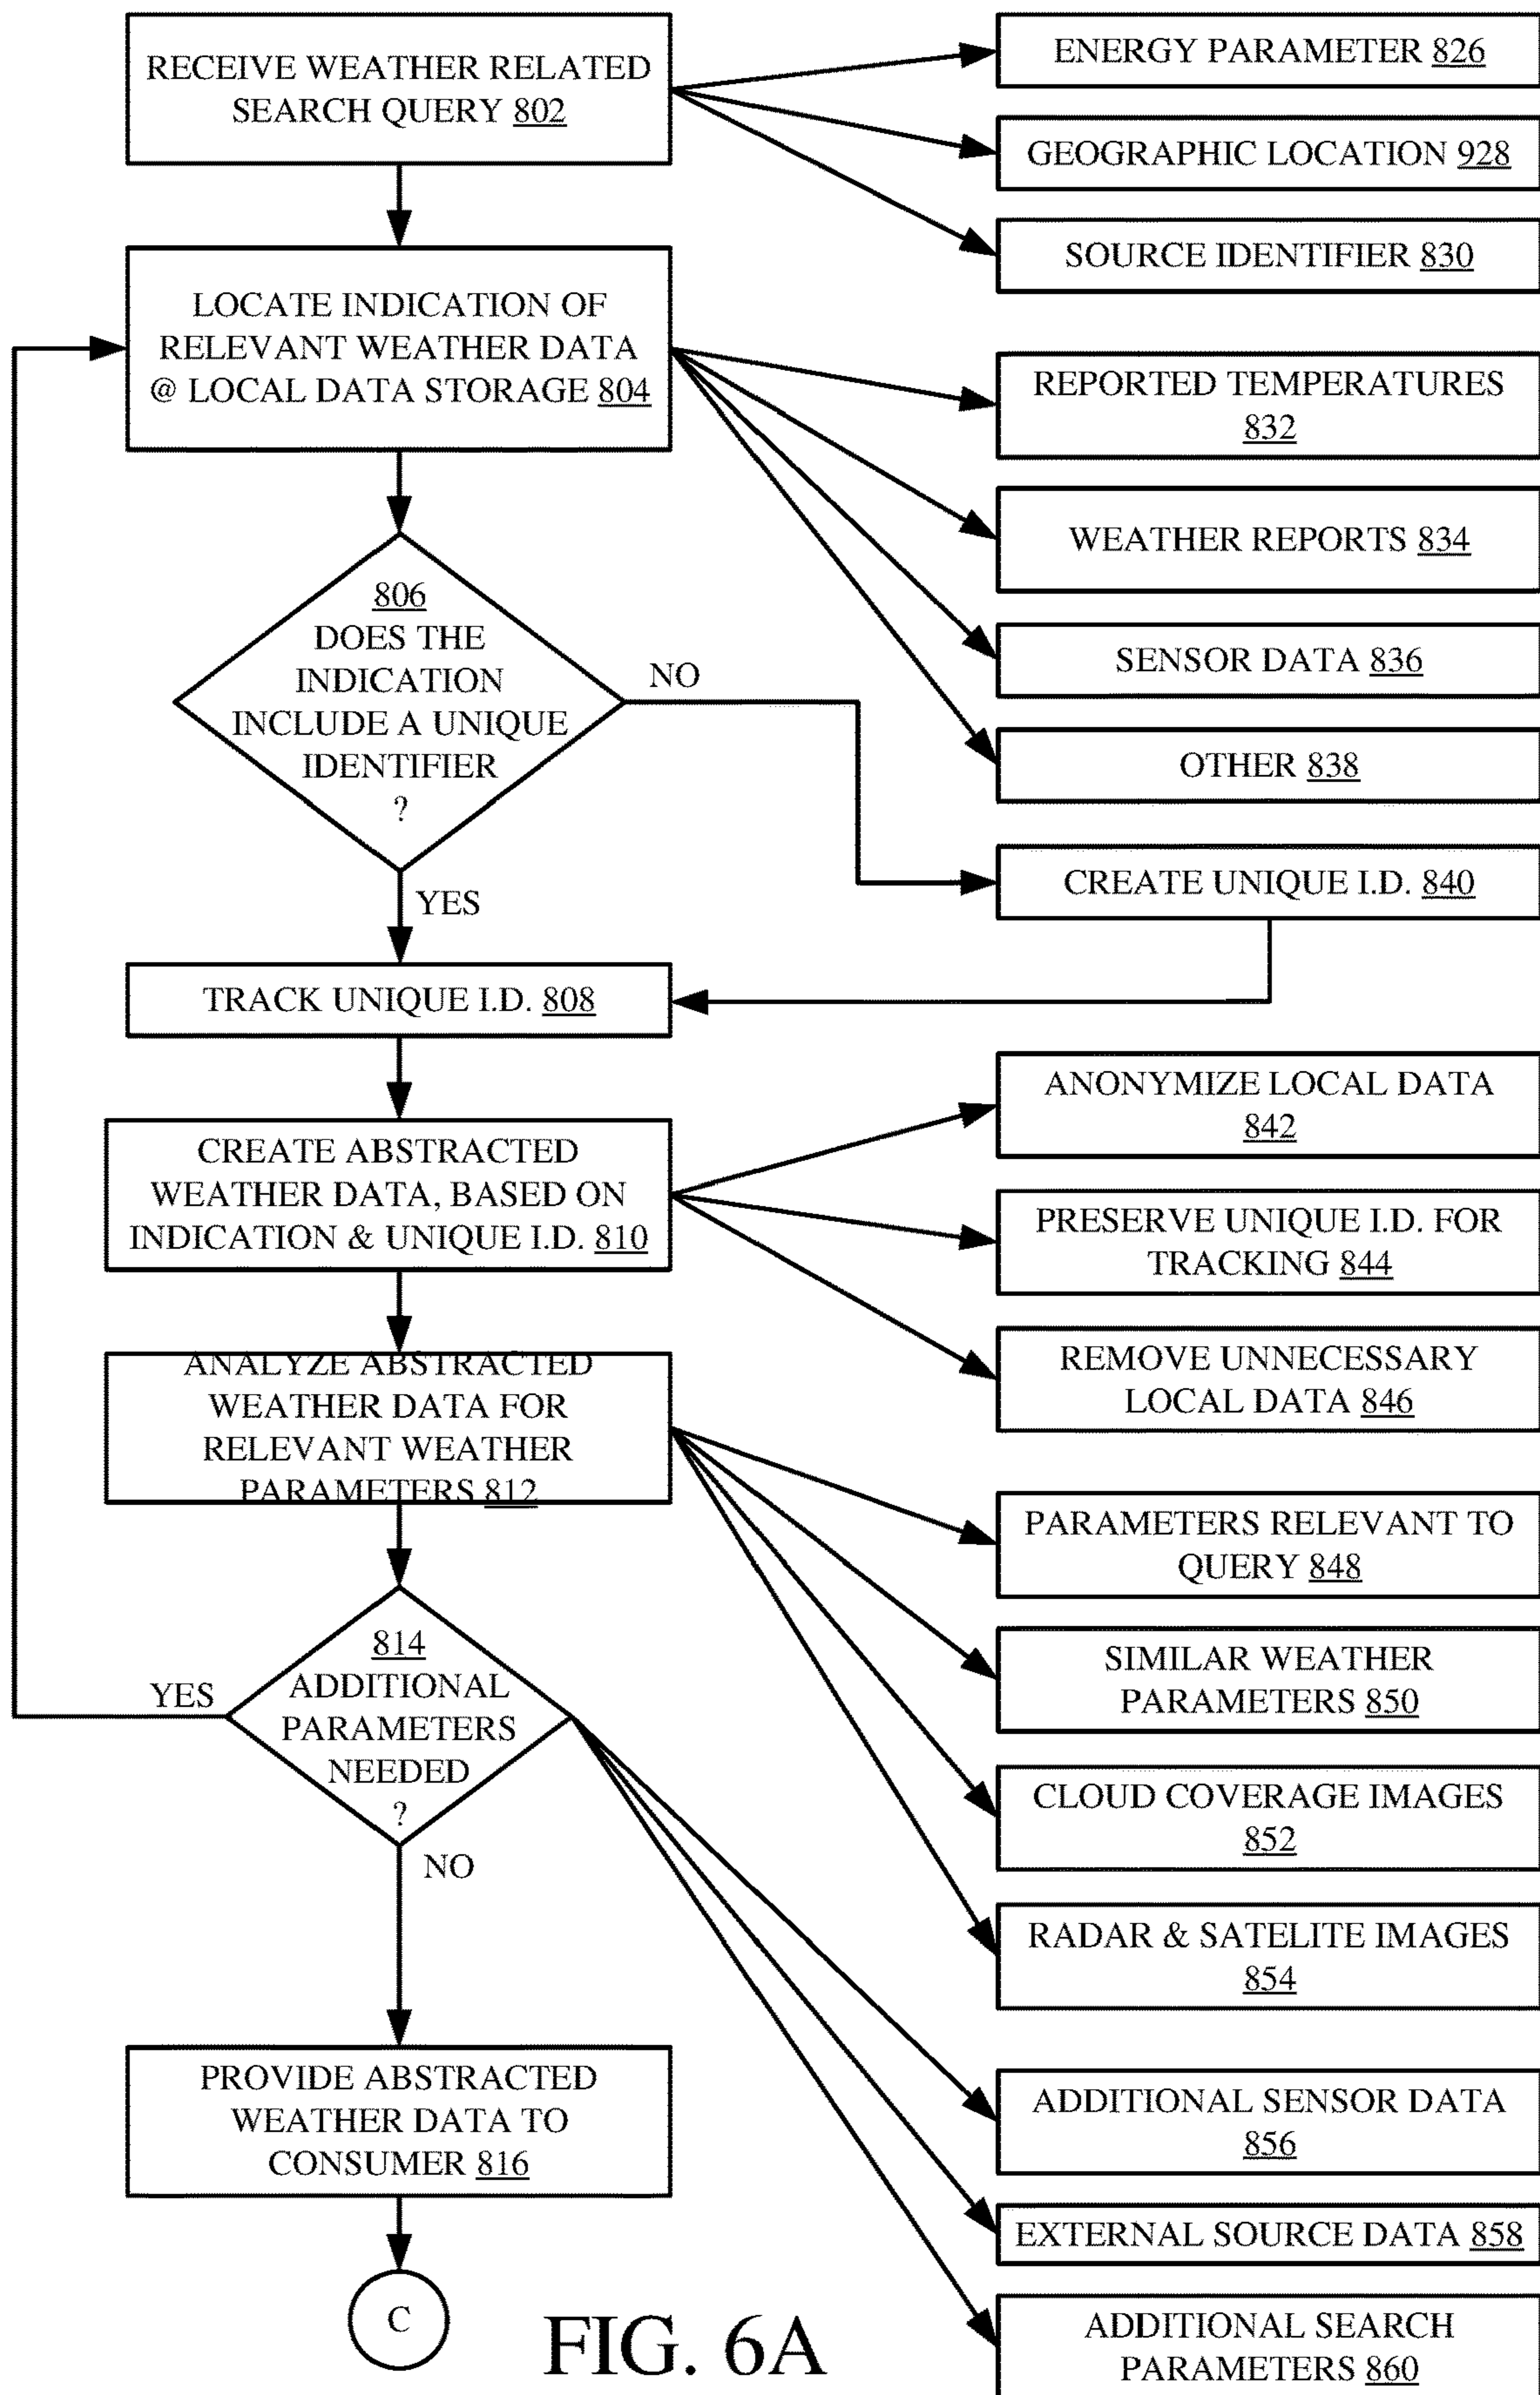 RECEIVE WEATHER RELATED
SEARCH QUERY 802
ENERGY PARAMETER 826
GEOGRAPHIC LOCATION 928
SOURCE IDENTIFIER 830
LOCATE INDICATION OF
RELEVANT WEATHER DATA
@ LOCAL DATA STORAGE 804
REPORTED TEMPERATURES
832
WEATHER REPORTS 834
SENSOR DATA 836
OTHER 838
806
DOES THE
INDICATION
INCLUDE A UNIQUE
IDENTIFIER
?
NO
YES
CREATE UNIQUE I.D. 840
TRACK UNIQUE I.D. 808
CREATE ABSTRACTED
WEATHER DATA, BASED ON
INDICATION & UNIQUE I.D. 810
ANONYMIZE LOCAL DATA
842
PRESERVE UNIQUE I.D. FOR
TRACKING 844
REMOVE UNNECESSARY
LOCAL DATA 846
ANALYZE ABSTRACTED
WEATHER DATA FOR
RELEVANT WEATHER
PARAMETERS 812
PARAMETERS RELEVANT TO
QUERY 848
SIMILAR WEATHER
PARAMETERS 850
CLOUD COVERAGE IMAGES
852
RADAR & SATELITE IMAGES
854
814
ADDITIONAL
PARAMETERS
NEEDED
?
YES
NO
ADDITIONAL SENSOR DATA
856
EXTERNAL SOURCE DATA 858
ADDITIONAL SEARCH
PARAMETERS 860
PROVIDE ABSTRACTED
WEATHER DATA TO
CONSUMER 816
C
FIG. 6A